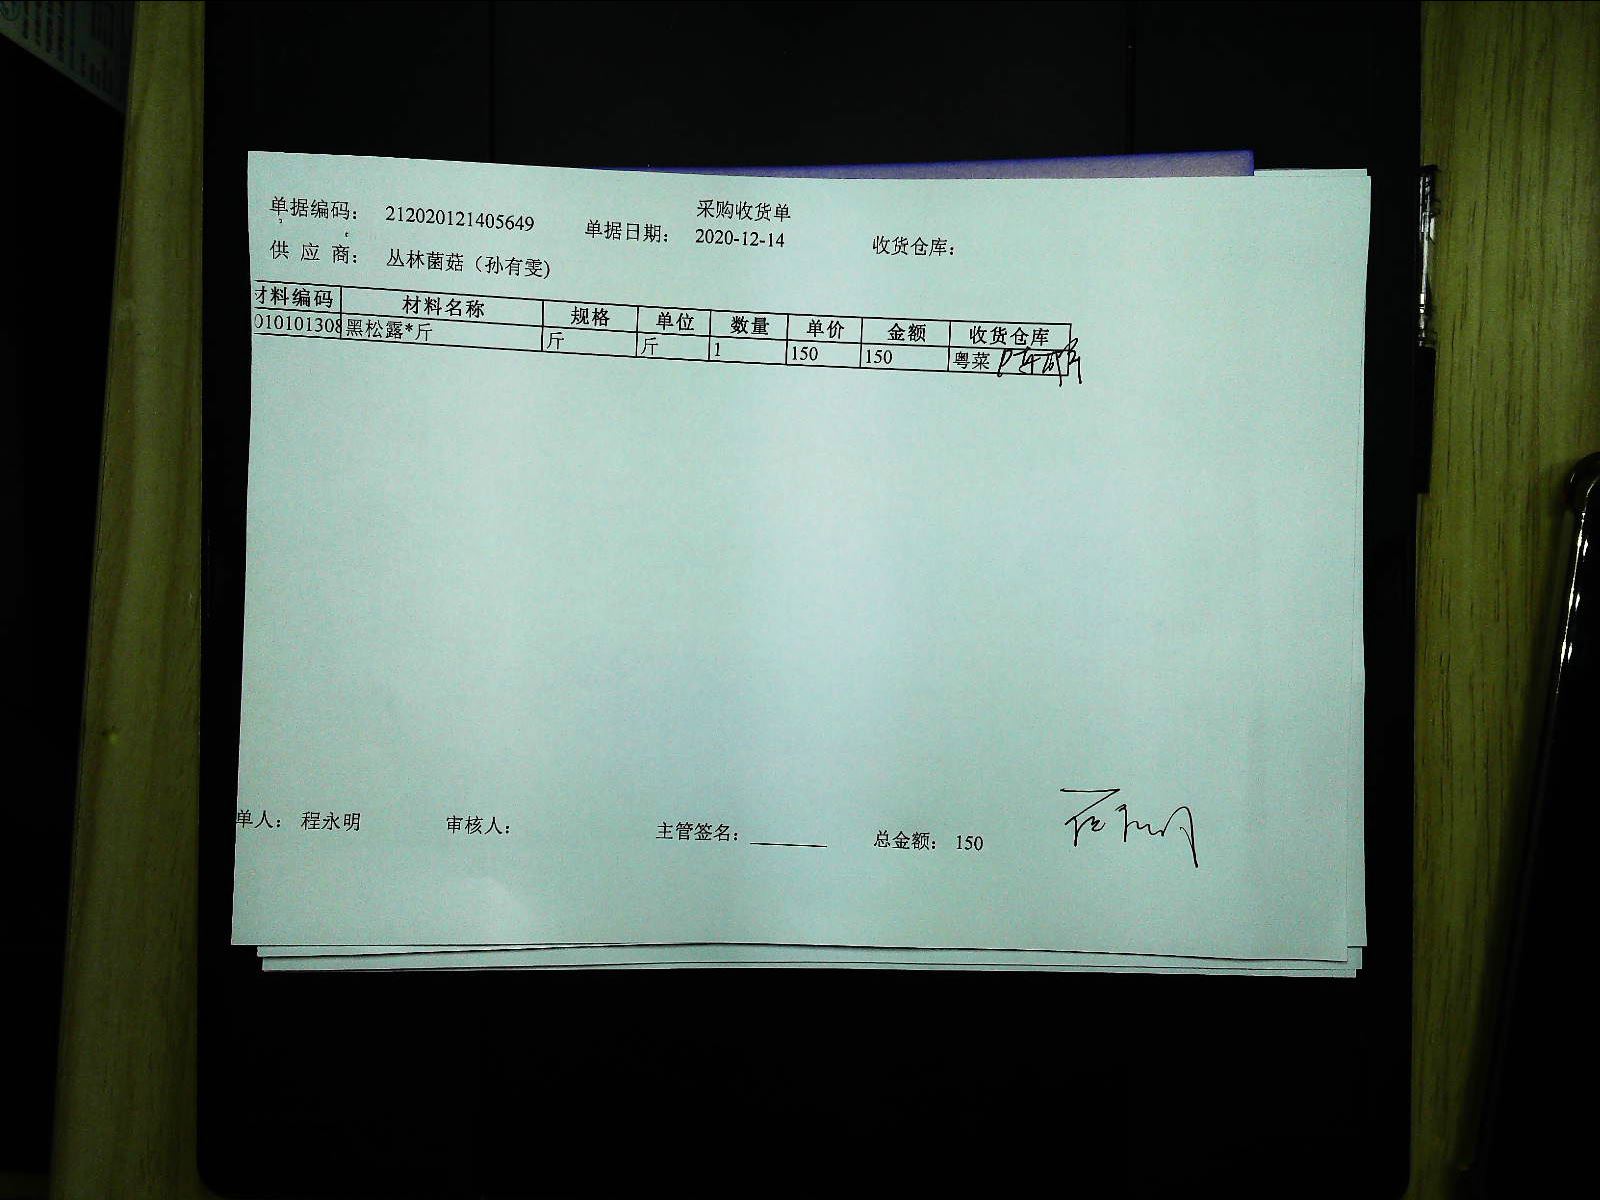 采购收货单
单据编码： 212020121405649 单据日期： 2020-12-14 收货仓库：
供 应 商： 丛林菌菇（孙有雯)
材料编码 材料名称 规格 单位 数量 单价 金额 收货仓库
010101308 黑松露*斤 斤 斤 1 150 150 粤菜
单人： 程永明 审核人： 主管签名： 总金额： 150